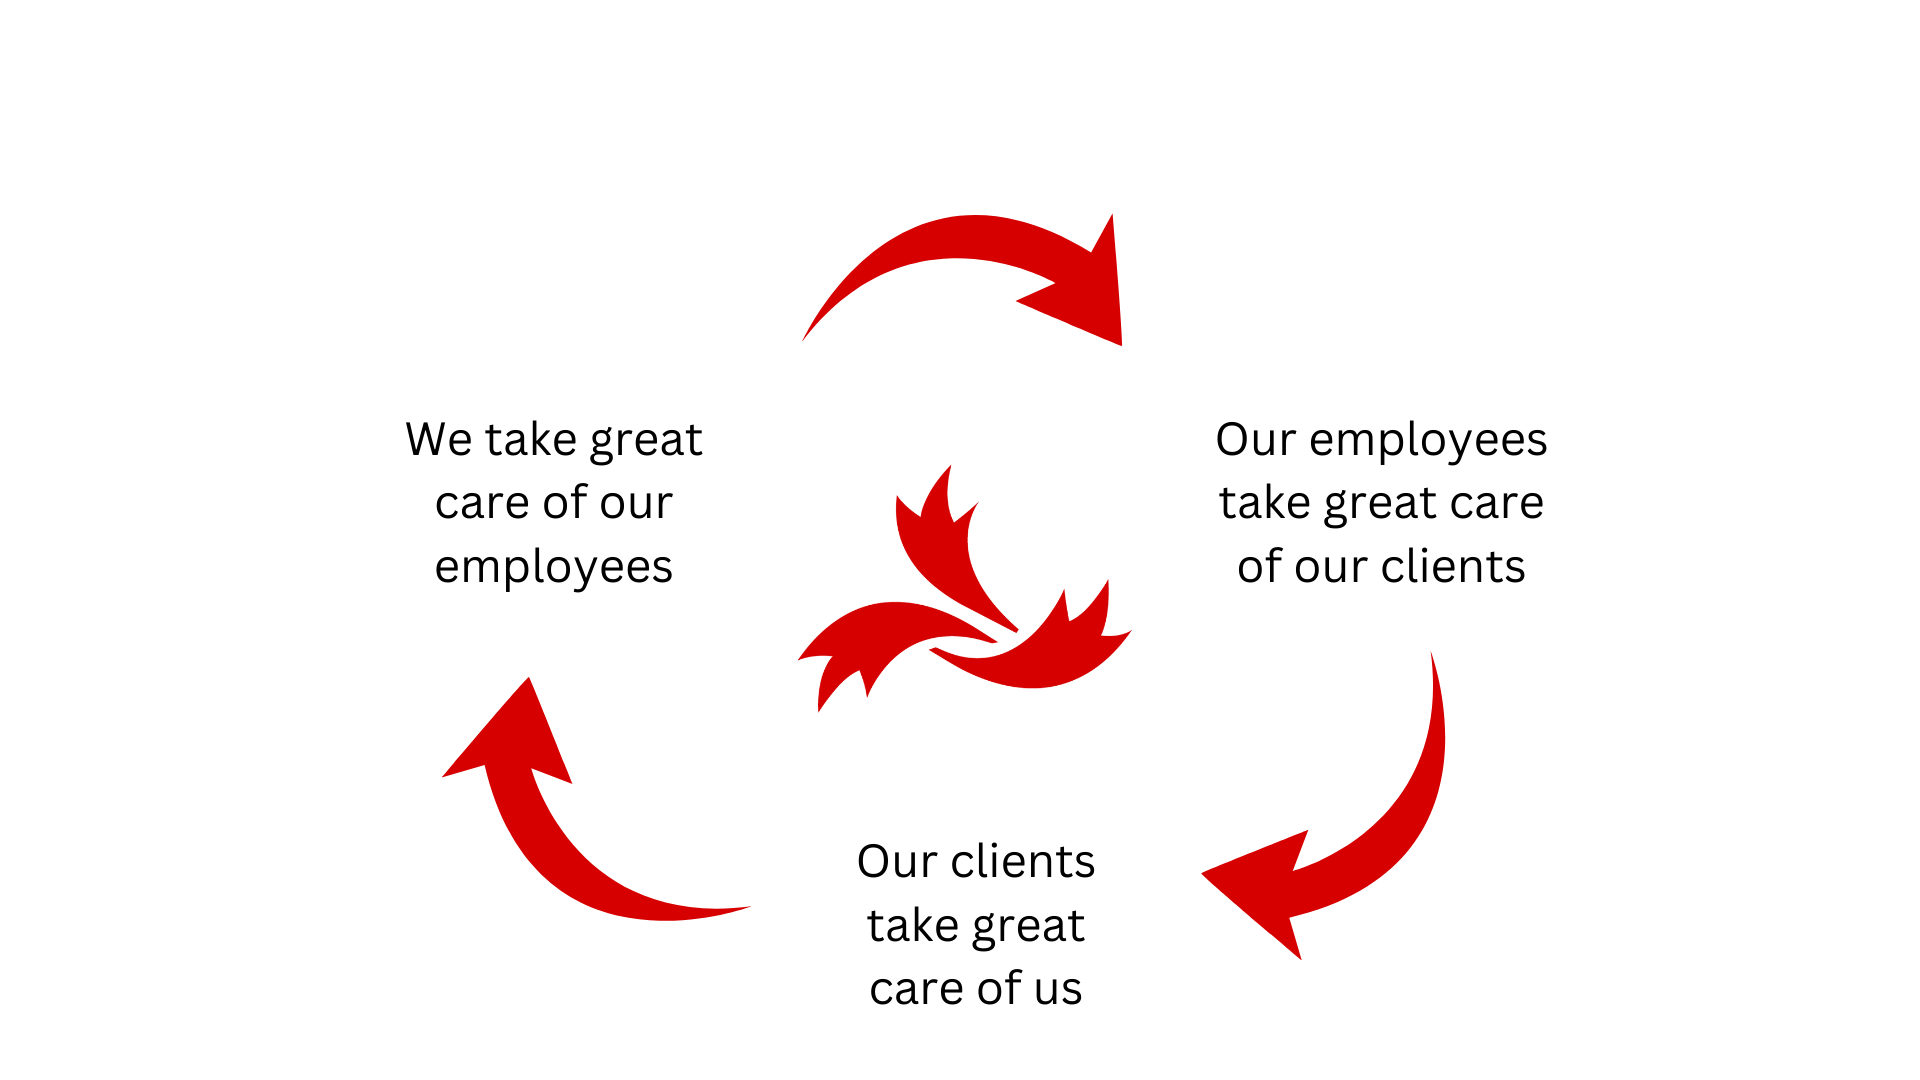 We take great
care of our
employees
Our employees
take great care
of our clients
Our clients
take great
care of us